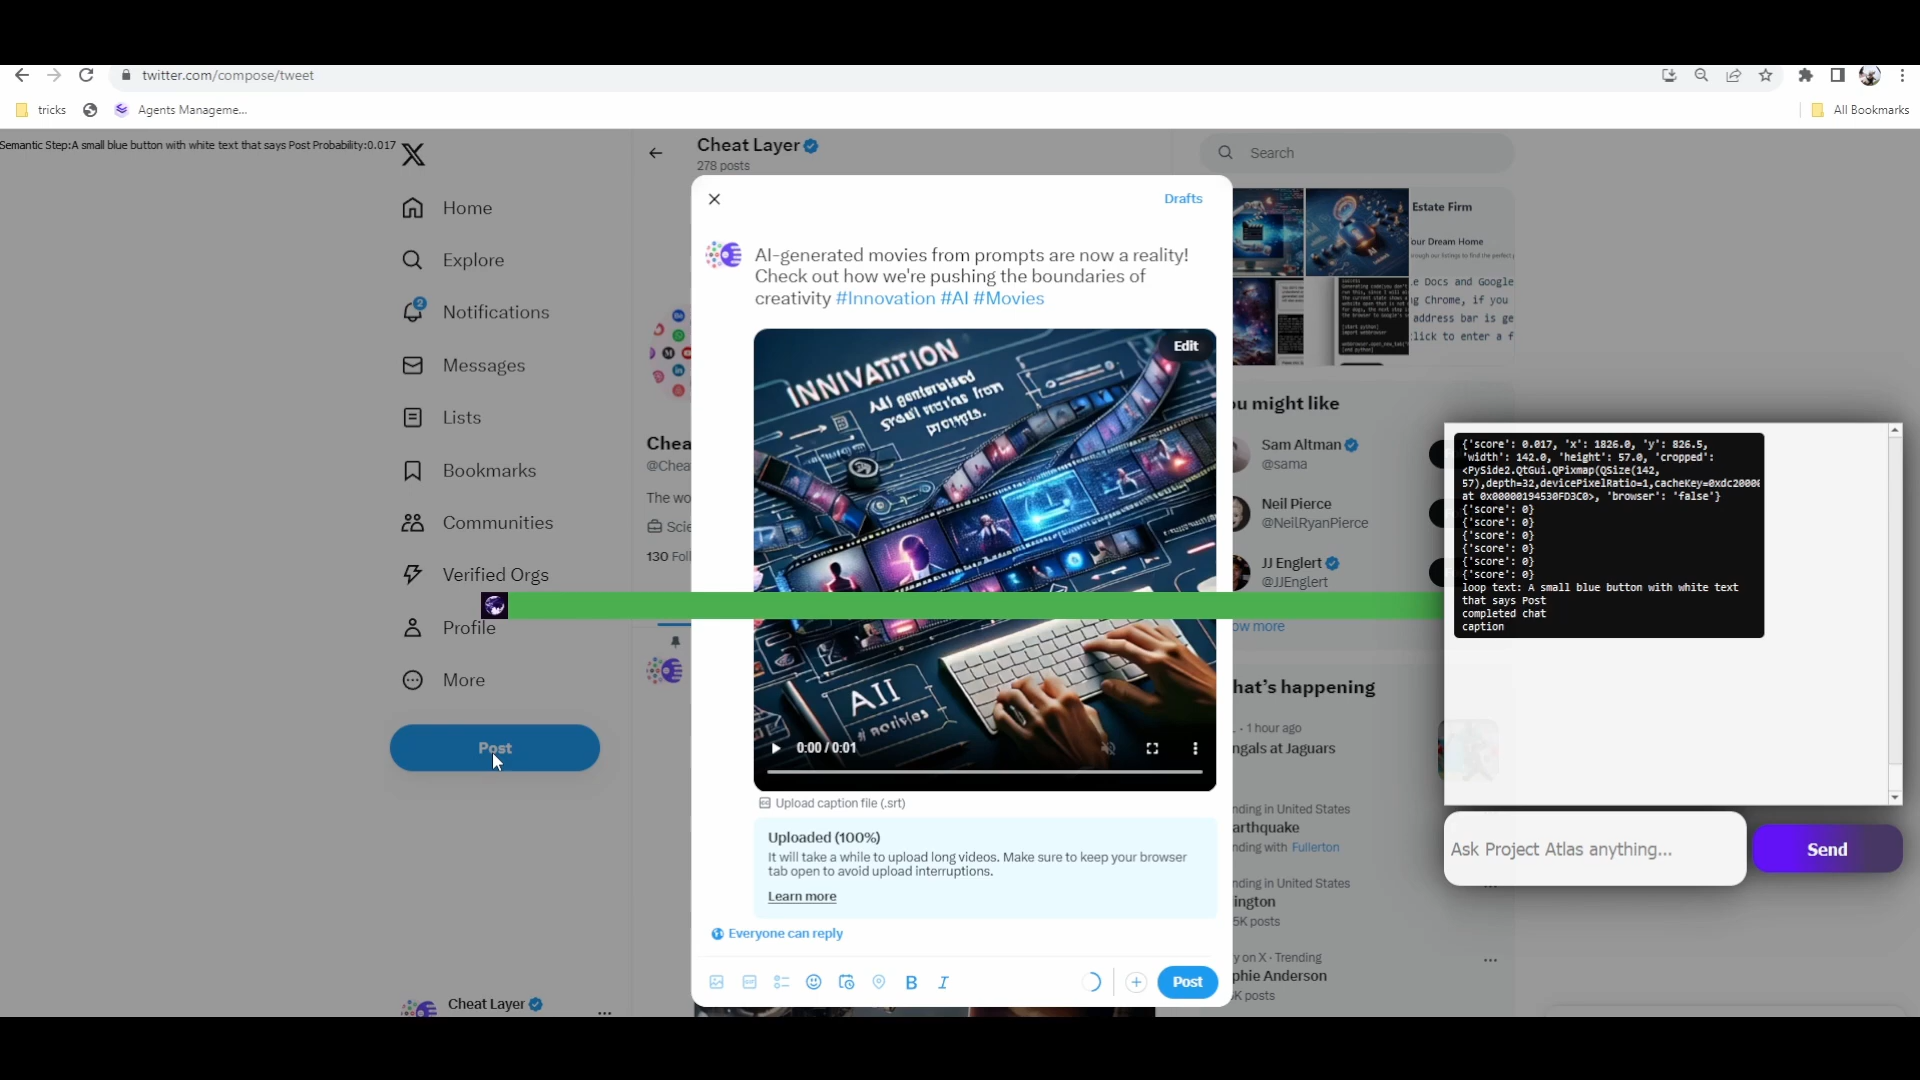 twitter.com/compose/tweet
tricks
Agents Manageme...
All Bookmarks
Semantic Step:A small blue button with white text that says Post Probability:0.017
Cheat Layer
278 posts
Search
Drafts
Home
Explore
2
Notifications
Messages
Lists
Bookmarks
Communities
Verified Orgs
Profile
More
Post
Cheat Layer
Chea
@Chea
The wo
Scie
130 Foll
AI-generated movies from prompts are now a reality!
Check out how we're pushing the boundaries of
creativity #Innovation #AI #Movies
Edit
INNIVATITION
0:00 / 0:01
Upload caption file (.srt)
Uploaded (100%)
It will take a while to upload long videos. Make sure to keep your browser
tab open to avoid upload interruptions.
Learn more
Everyone can reply
B I
Post
Estate Firm
our Dream Home
e Docs and Google
g Chrome, if you
address bar is ge
lick to enter a f
ou might like
Sam Altman
@sama
Neil Pierce
@NeilRyanPierce
JJ Englert
@JJEnglert
ow more
hat's happening
· 1 hour ago
ngals at Jaguars
nding in United States
arthquake
nding with Fullerton
nding in United States
ington
5K posts
y on X · Trending
phie Anderson
K posts
{'score': 0.017, 'x': 1826.0, 'y': 826.5,
'width': 142.0, 'height': 57.0, 'cropped':
<PySide2.QtGui.QPixmap(QSize(142,
57),depth=32,devicePixelRatio=1,cacheKey=0xdc20000
at 0x00000194530FD3C0>, 'browser': 'false'}
{'score': 0}
{'score': 0}
{'score': 0}
{'score': 0}
{'score': 0}
{'score': 0}
loop text: A small blue button with white text
that says Post
completed chat
caption
Ask Project Atlas anything...
Send